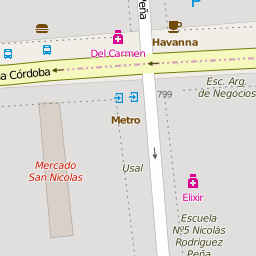 Peña
Del Carmen
Havanna
a Córdoba
Esc. Arg.
de Negocios
799
Metro
Mercado
San Nicolas
Usal
Elixir
Escuela
Nº5 Nicolás
Rodriguez
Peña